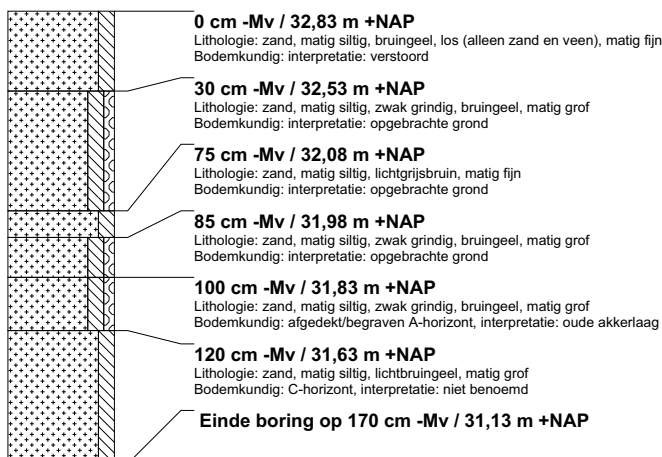 0 cm -Mv / 32,83 m +NAP
Lithologie: zand, matig siltig, bruingeel, los (alleen zand en veen), matig fijn
Bodemkundig: interpretatie: verstoord
30 cm -Mv / 32,53 m +NAP
Lithologie: zand, matig siltig, zwak grindig, bruingeel, matig grof
Bodemkundig: interpretatie: opgebrachte grond
75 cm -Mv / 32,08 m +NAP
Lithologie: zand, matig siltig, lichtgrijsbruin, matig fijn
Bodemkundig: interpretatie: opgebrachte grond
85 cm -Mv / 31,98 m +NAP
Lithologie: zand, matig siltig, zwak grindig, bruingeel, matig grof
Bodemkundig: interpretatie: opgebrachte grond
100 cm -Mv / 31,83 m +NAP
Lithologie: zand, matig siltig, zwak grindig, bruingeel, matig grof
Bodemkundig: afgedekt/begraven A-horizont, interpretatie: oude akkerlaag
120 cm -Mv / 31,63 m +NAP
Lithologie: zand, matig siltig, lichtbruingeel, matig grof
Bodemkundig: C-horizont, interpretatie: niet benoemd
Einde boring op 170 cm -Mv / 31,13 m +NAP